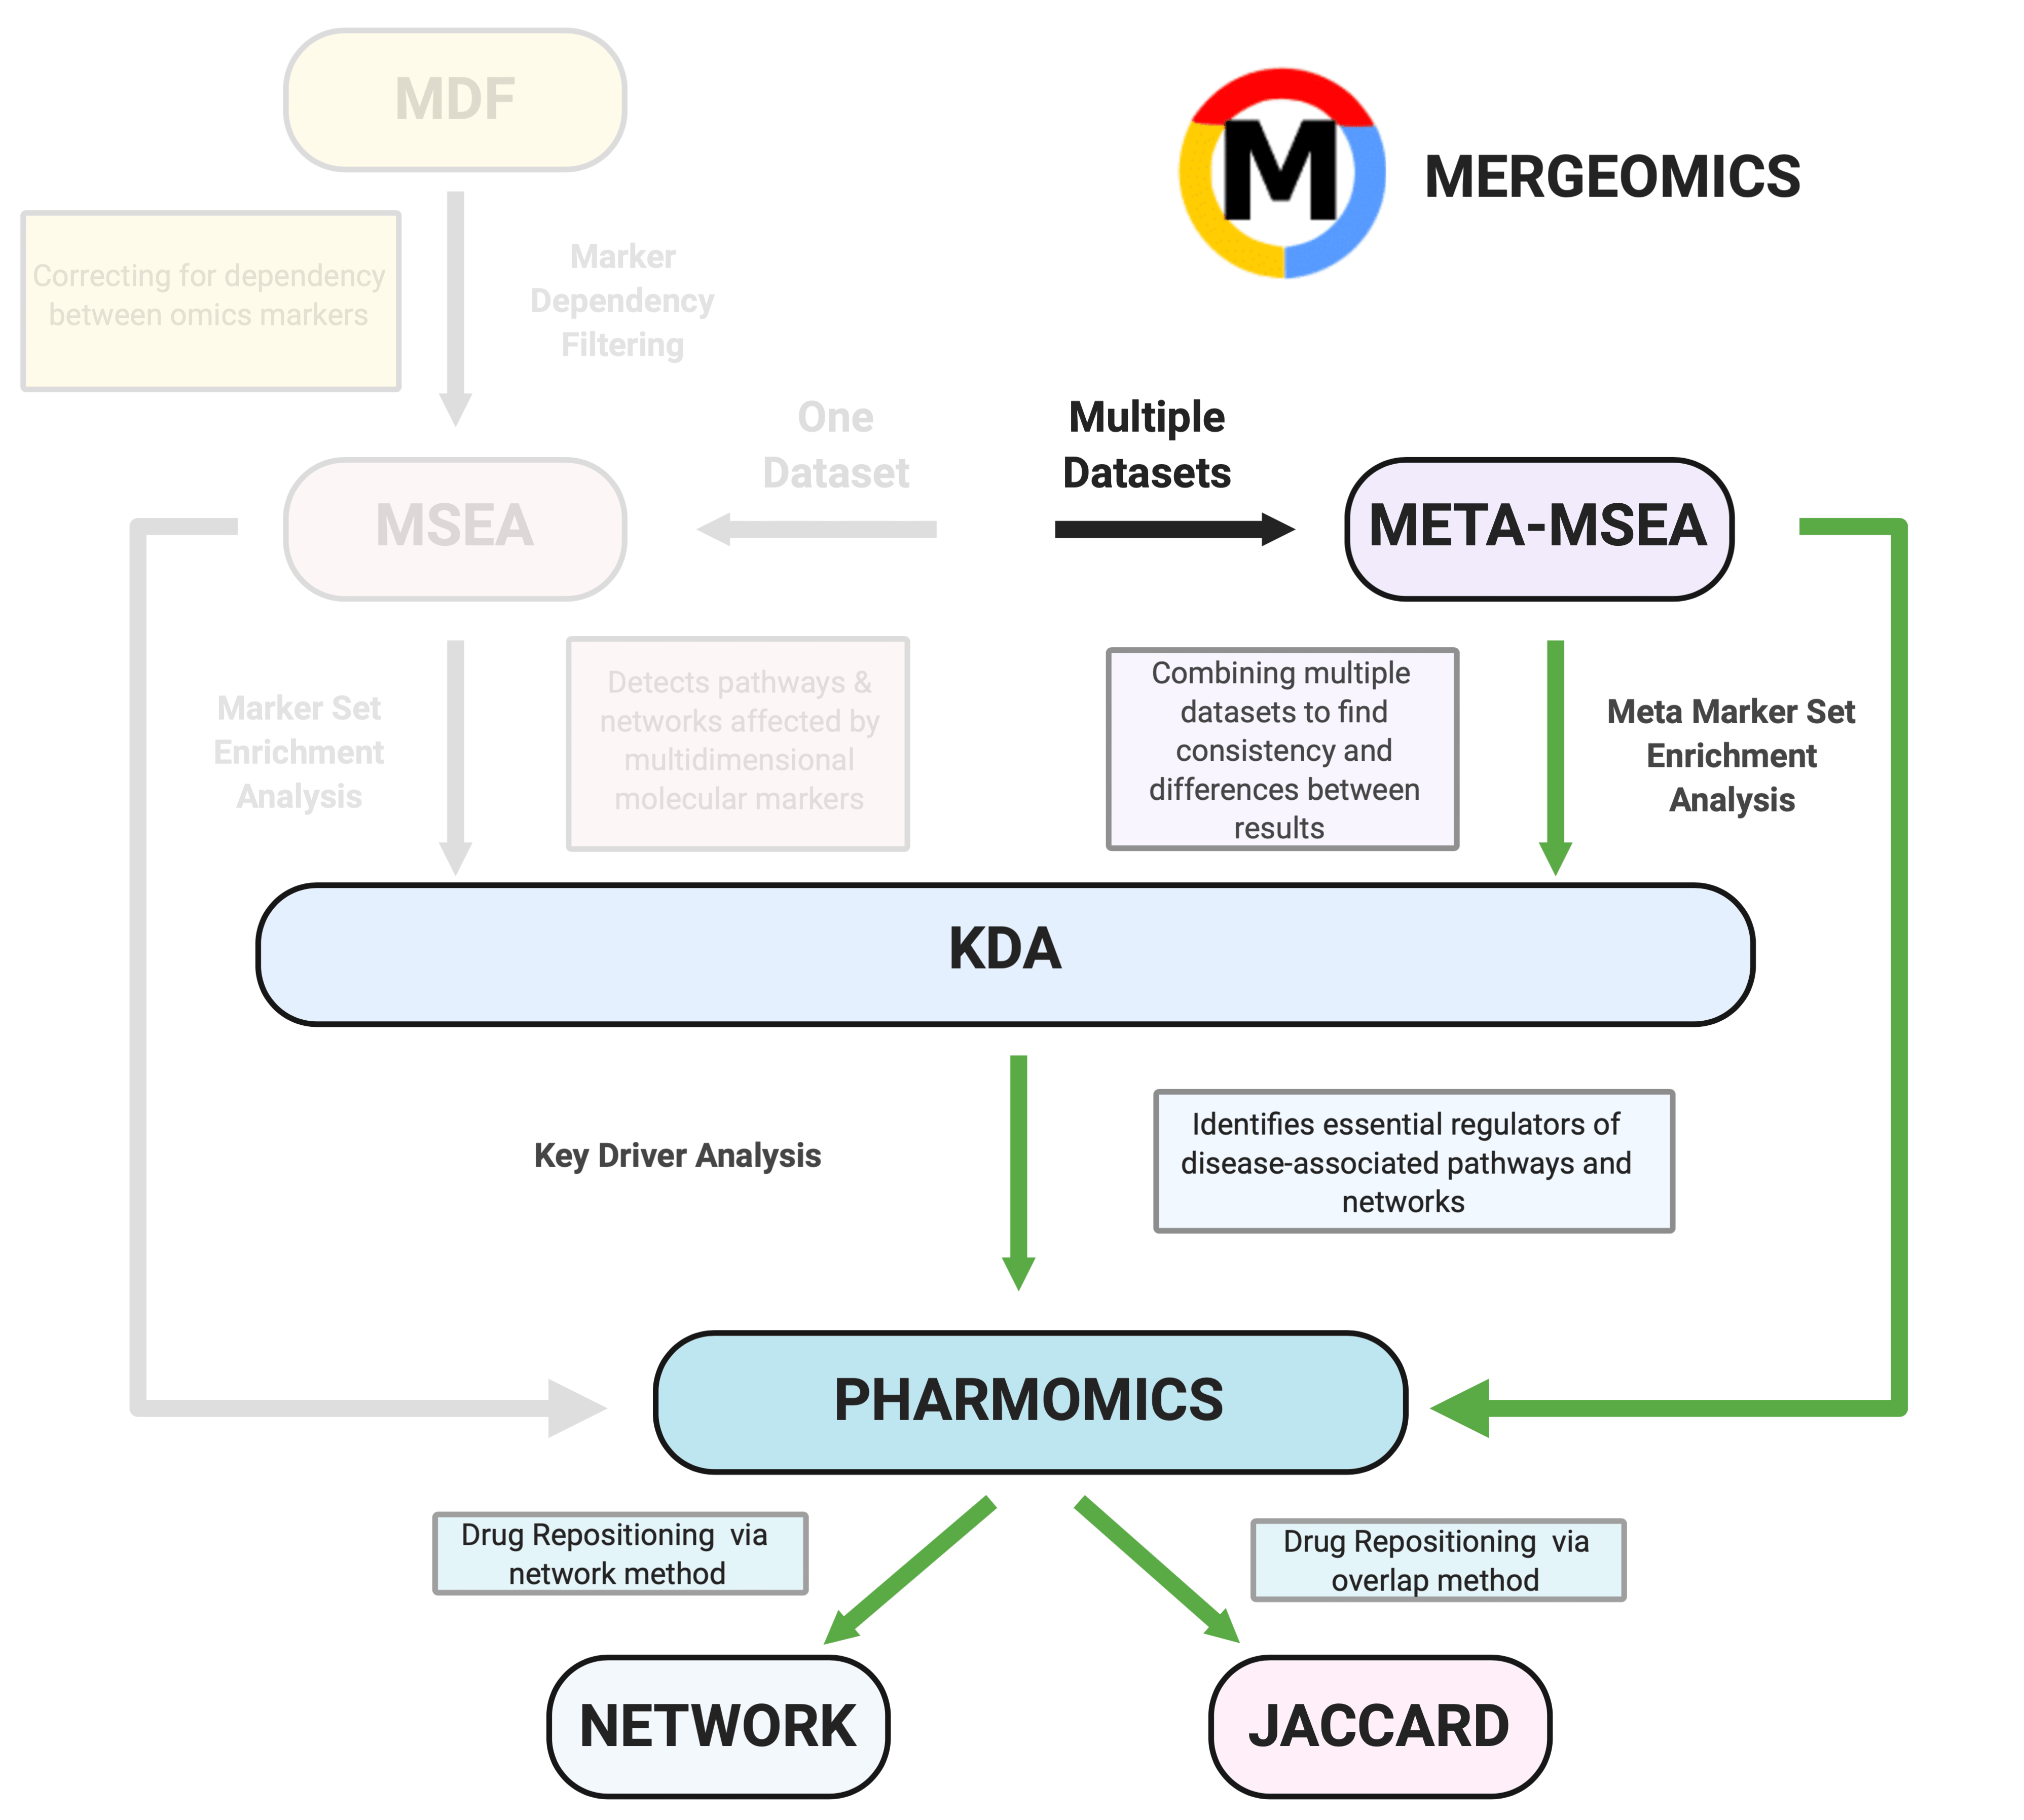 MDF
M
MERGEOMICS
Correcting for dependency
between omics markers
Marker
Dependency
Filtering
One
Dataset
Multiple
Datasets
MSEA
META-MSEA
Marker Set
Enrichment
Analysis
Detects pathways &
networks affected by
multidimensional
molecular markers
Combining multiple
datasets to find
consistency and
differences between
results
Meta Marker Set
Enrichment
Analysis
KDA
Key Driver Analysis
Identifies essential regulators of
disease-associated pathways and
networks
PHARMOMICS
Drug Repositioning via
network method
Drug Repositioning via
overlap method
NETWORK
JACCARD